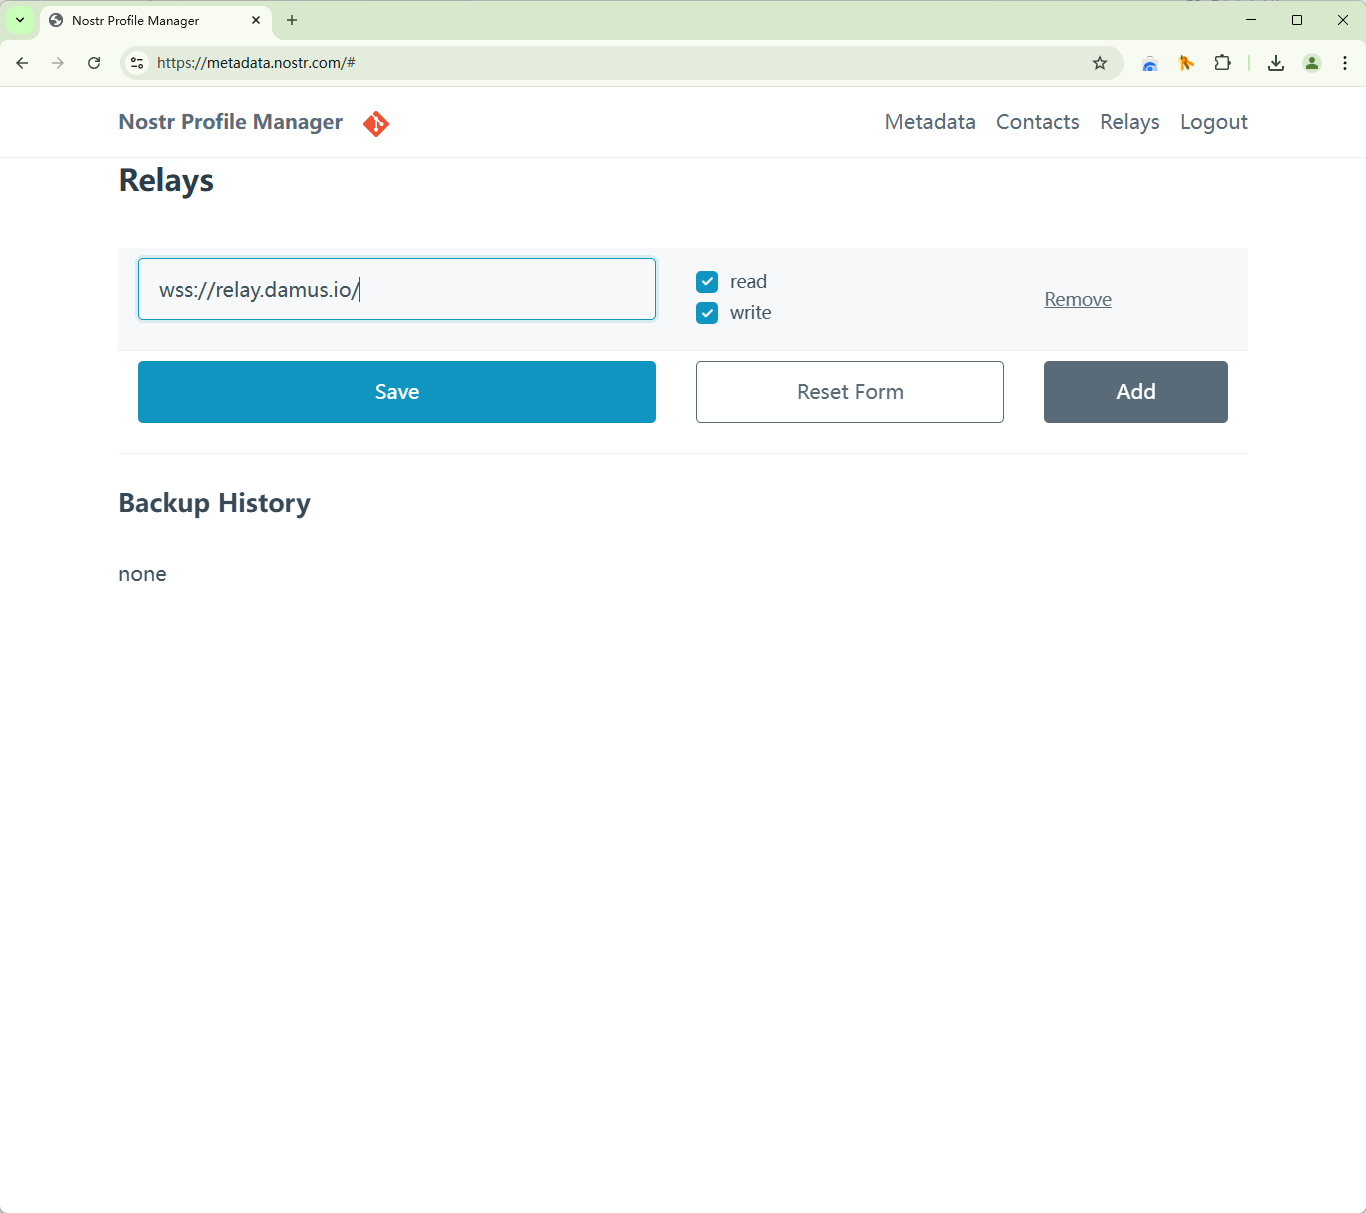 Nostr Profile Manager
https://metadata.nostr.com/#
Nostr Profile Manager
Metadata Contacts Relays Logout
Relays
wss://relay.damus.io/
read
write
Remove
Save
Reset Form
Add
Backup History
none